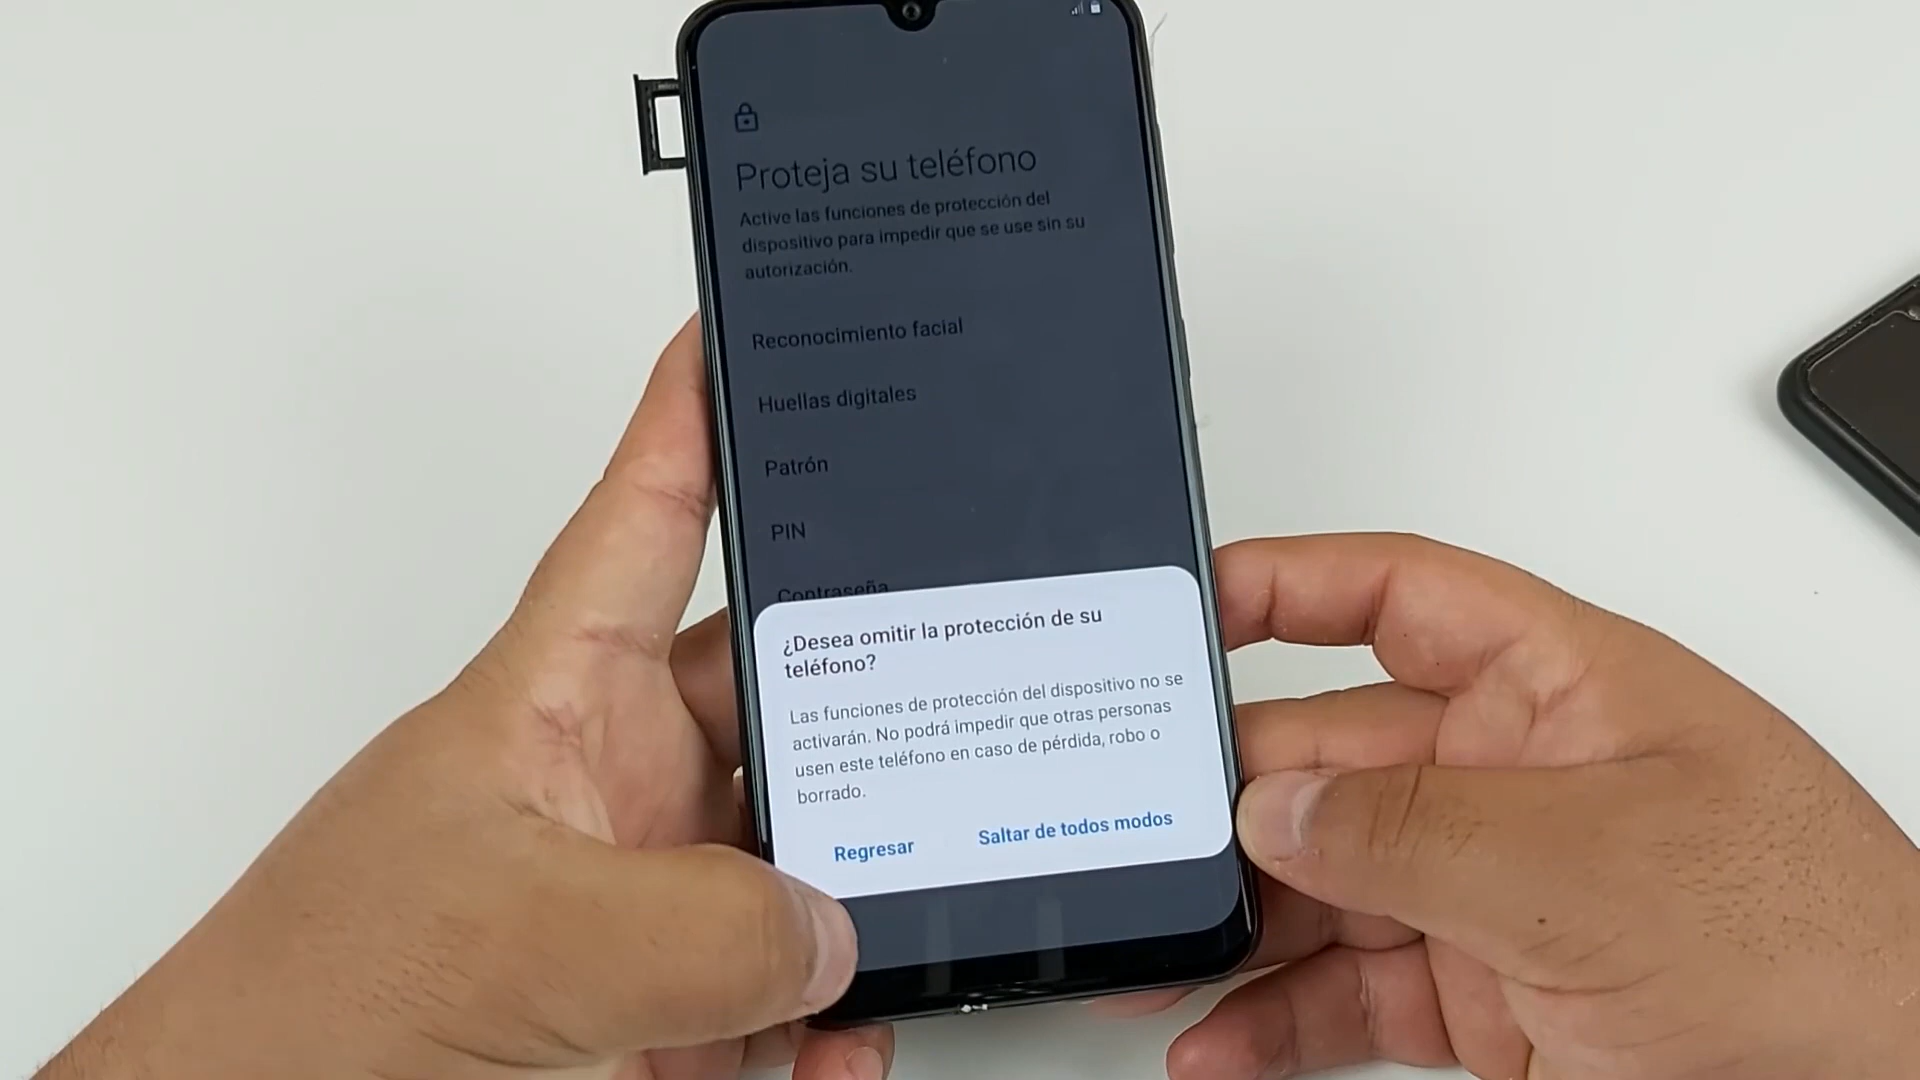 Proteja su teléfono
Active las funciones de protección del
dispositivo para impedir que se use sin su
autorización.
Reconocimiento facial
Huellas digitales
Patrón
PIN
Contraseña
¿Desea omitir la protección de su
teléfono?
Las funciones de protección del dispositivo no se
activarán. No podrá impedir que otras personas
usen este teléfono en caso de pérdida, robo o
borrado.
Regresar
Saltar de todos modos